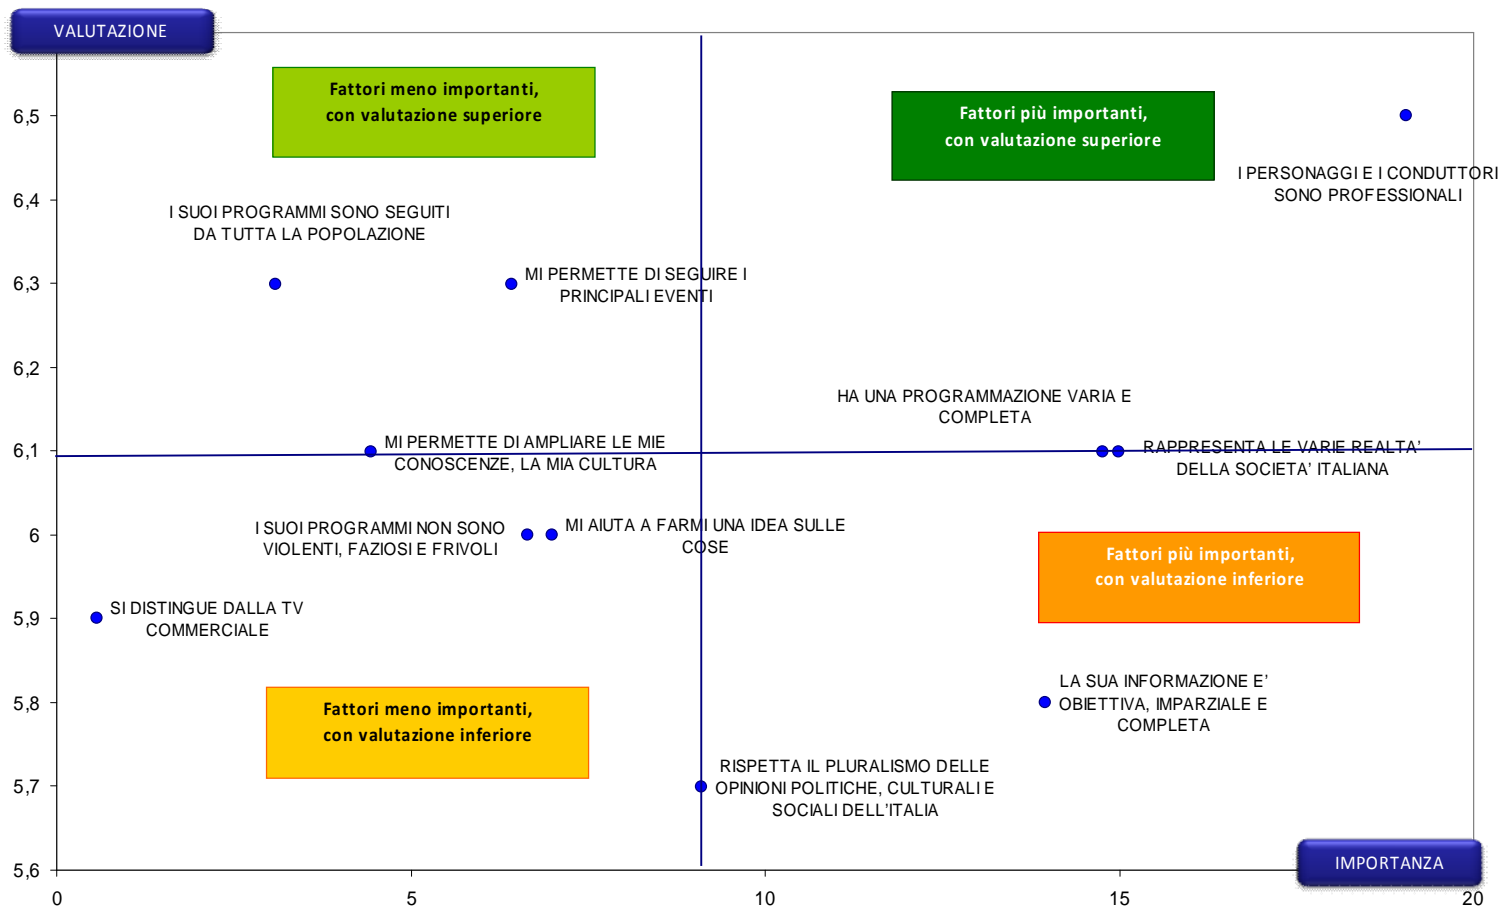 VALUTAZIONE
Fattori meno importanti,
con valutazione superiore
Fattori più importanti,
con valutazione superiore
6,5
I PERSONAGGI E I CONDUTTORI
SONO PROFESSIONALI
6,4
I SUOI PROGRAMMI SONO SEGUITI
DA TUTTA LA POPOLAZIONE
6,3
MI PERMETTE DI SEGUIRE I
PRINCIPALI EVENTI
6,2
HA UNA PROGRAMMAZIONE VARIA E
COMPLETA
6,1
MI PERMETTE DI AMPLIARE LE MIE
CONOSCENZE, LA MIA CULTURA
RAPPRESENTA LE VARIE REALTA'
DELLA SOCIETA' ITALIANA
6
I SUOI PROGRAMMI NON SONO
VIOLENTI, FAZIOSI E FRIVOLI
MI AIUTA A FARMI UNA IDEA SULLE
COSE
Fattori più importanti,
con valutazione inferiore
5,9
SI DISTINGUE DALLA TV
COMMERCIALE
5,8
LA SUA INFORMAZIONE E'
OBIETTIVA, IMPARZIALE E
COMPLETA
Fattori meno importanti,
con valutazione inferiore
5,7
RISPETTA IL PLURALISMO DELLE
OPINIONI POLITICHE, CULTURALI E
SOCIALI DELL'ITALIA
5,6
IMPORTANZA
0
5
10
15
20